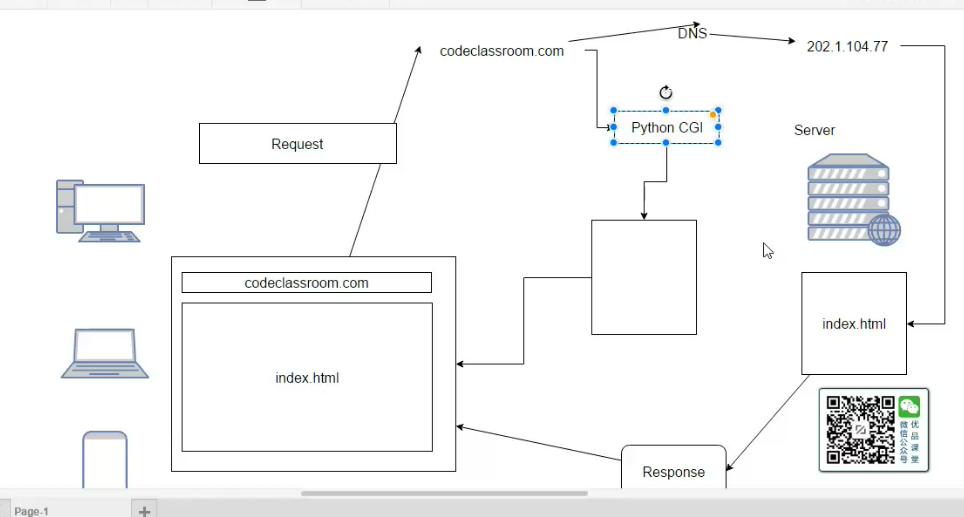 codeclassroom.com
DNS
202.1.104.77
Python CGI
Server
Request
codeclassroom.com
index.html
index.html
Response
优品课堂
微信公众号
Page-1